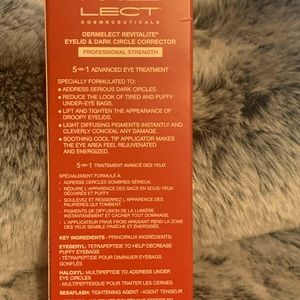 LECT
COSMECEUTICALS
DERMELECT REVITALITE®
EYELID & DARK CIRCLE CORRECTOR
PROFESSIONAL STRENGTH
5-IN-1 ADVANCED EYE TREATMENT
SPECIALLY FORMULATED TO:
• ADDRESS SERIOUS DARK CIRCLES.
• REDUCE THE LOOK OF TIRED AND PUFFY
UNDER-EYE BAGS.
• LIFT AND TIGHTEN THE APPEARANCE OF
DROOPY EYELIDS.
• LIGHT DIFFUSING PIGMENTS INSTANTLY AND
CLEVERLY CONCEAL ANY DAMAGE.
• SOOTHING COOL TIP APPLICATOR MAKES
THE EYE AREA FEEL REJUVENATED
AND ENERGIZED.
5-EN-1 TRAITEMENT AVANCÉ DES YEUX
SPÉCIALEMENT FORMULÉ À:
- ADRESSE CERCLES SOMBRES SÉRIEUX.
- RÉDUIRE L'APPARENCE DES SACS EN SOUS-YEUX
DÉCHETS ET PUFFY.
- SOULEVEZ ET RESSERREZ L'APPARENCE DES
PAUPIÈRES QUI TOMBENT
- PIGMENTS DE DIFFUSION DE LA LUMIÈRE
INSTANTANÉMENT ET CACHER TOUT DOMMAGE.
- L'APPLICATEUR FRAIS FROID APAISANT REND LA ZONE
DES YEUX SEMBLE FRAÎCHE ET ÉNERGIQUE.
KEY INGREDIENTS - PRINCIPAUX INGRÉDIENTS:
EYESERYL: TETRAPEPTIDE TO HELP DECREASE
PUFFY EYEBAGS
- TÉTRAPEPTIDE POUR DIMINUER EYEBAGS
GONFLÉS
HALOXYL: MULTIPEPTIDE TO ADDRESS UNDER
EYE CIRCLES
- MULTIPEPTIDE POUR TRAITER LES CERNES
SESAFLASH: TIGHTENING AGENT - AGENT TENSEUR